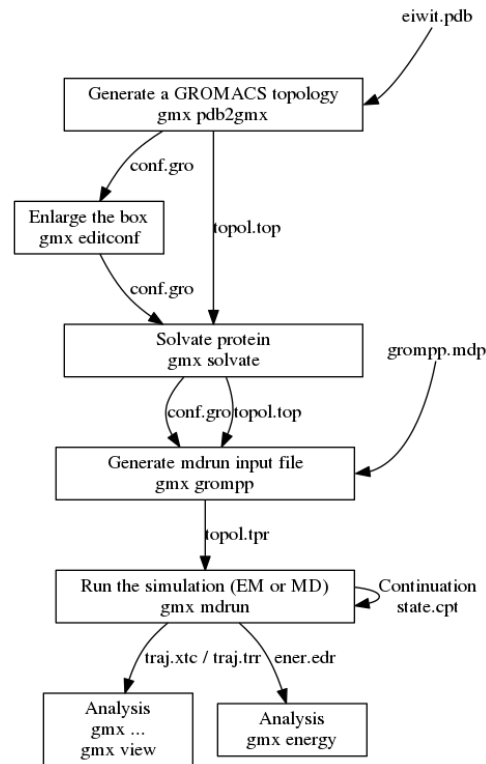 eiwit.pdb
Generate a GROMACS topology
gmx pdb2gmx
conf.gro
Enlarge the box
gmx editconf
topol.top
conf.gro
Solvate protein
gmx solvate
grompp.mdp
conf.gro topol.top
Generate mdrun input file
gmx grompp
topol.tpr
Run the simulation (EM or MD)
gmx mdrun
Continuation
state.cpt
traj.xtc / traj.trr
ener.edr
Analysis
gmx ...
gmx view
Analysis
gmx energy